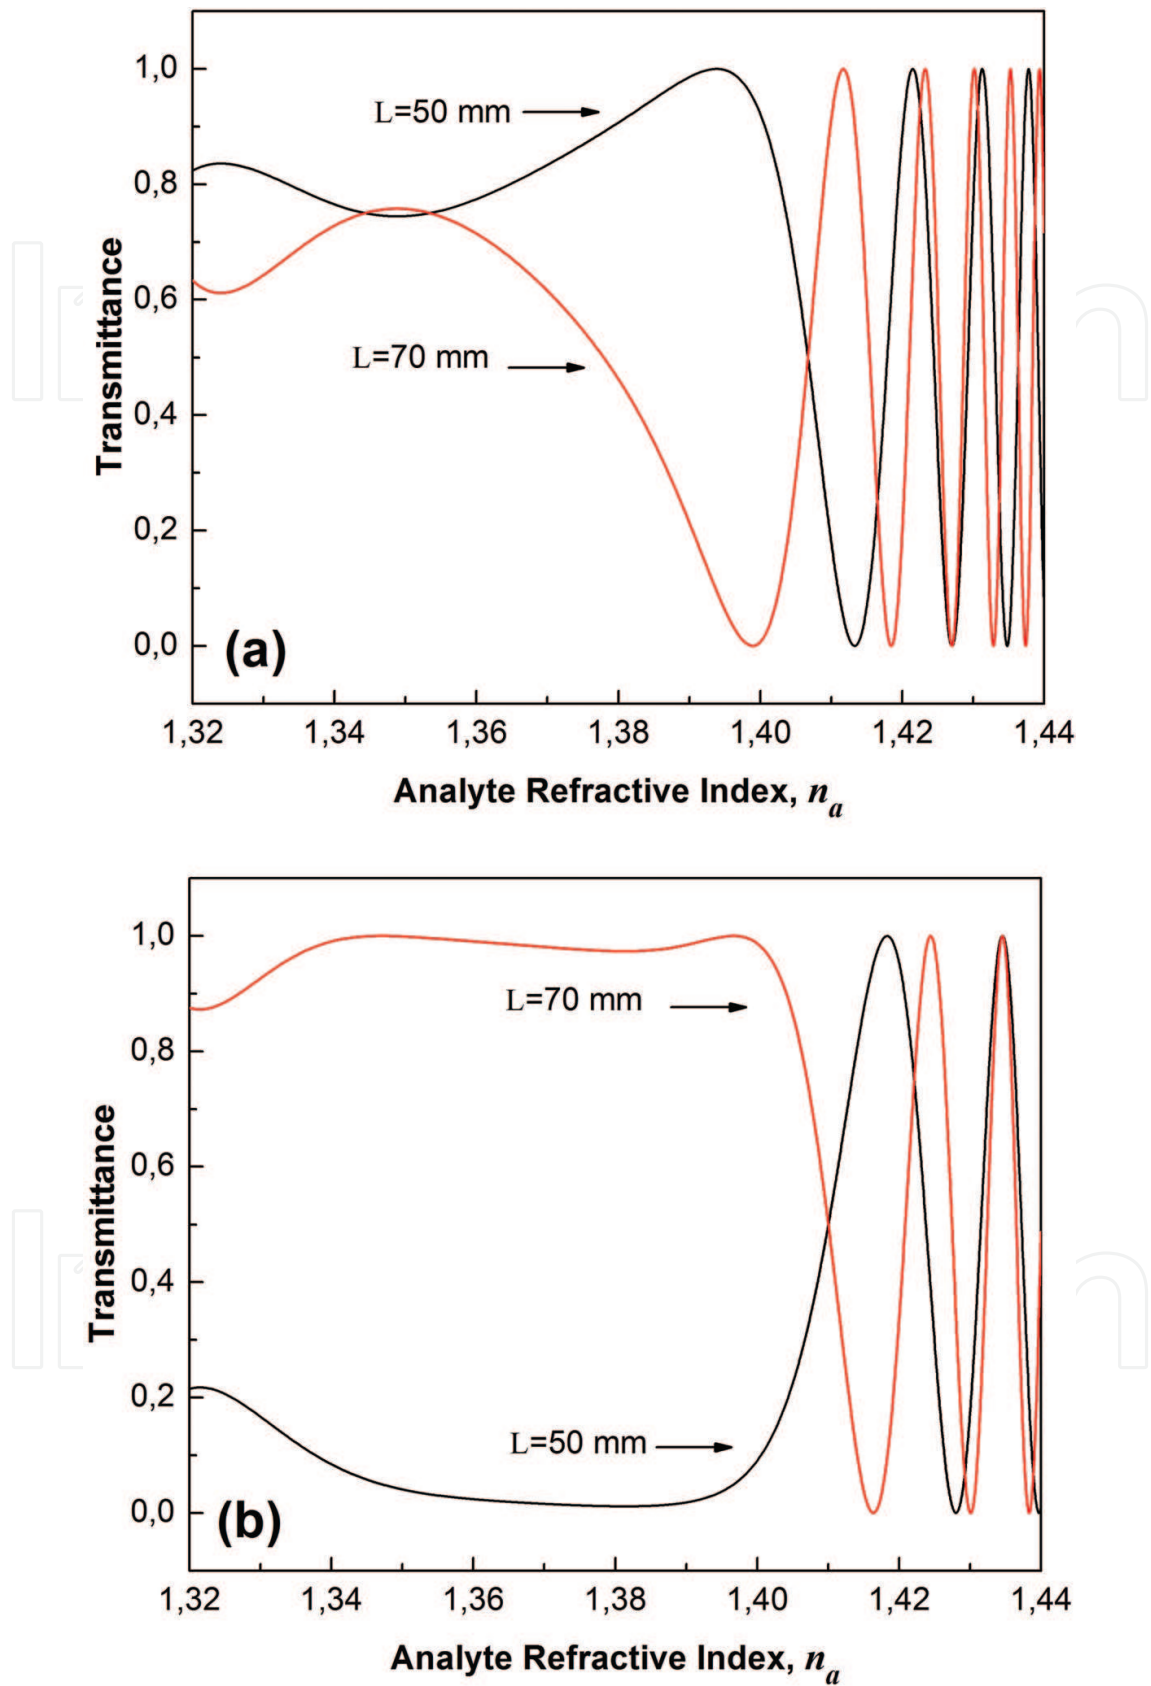 1,0
L=50 mm
0,8
0,6
L=70 mm
0,4
0,2
0,0
(a)
Transmittance
1,32 1,34 1,36 1,38 1,40 1,42 1,44
Analyte Refractive Index, na
1,0
L=70 mm
0,8
0,6
0,4
0,2
L=50 mm
0,0
(b)
Transmittance
1,32 1,34 1,36 1,38 1,40 1,42 1,44
Analyte Refractive Index, na